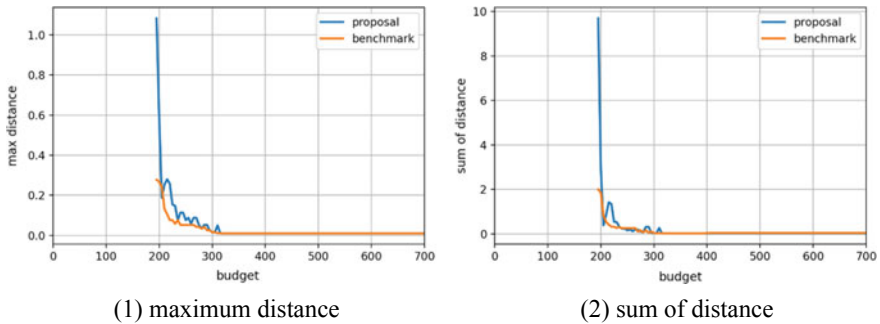 proposal
benchmark
1.0
0.8
0.6
0.4
0.2
0.0
max distance
0 100 200 300 400 500 600 700
budget
(1) maximum distance
proposal
benchmark
10
8
6
4
2
0
sum of distance
0 100 200 300 400 500 600 700
budget
(2) sum of distance